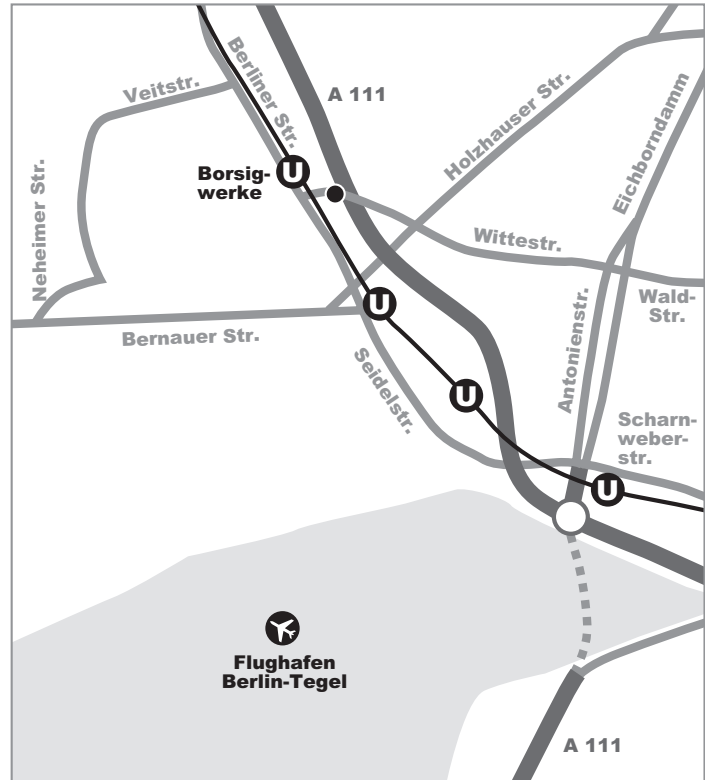 Berliner Str.
A 111
Veitstr.
Holzhauser Str.
Eichborndamm
U
Borsig-
werke
Neheimer Str.
Wittestr.
Wald-
Str.
U
Bernauer Str.
Antonienstr.
Seidelstr.
U
Scharn-
weber-
str.
U
Flughafen
Berlin-Tegel
A 111